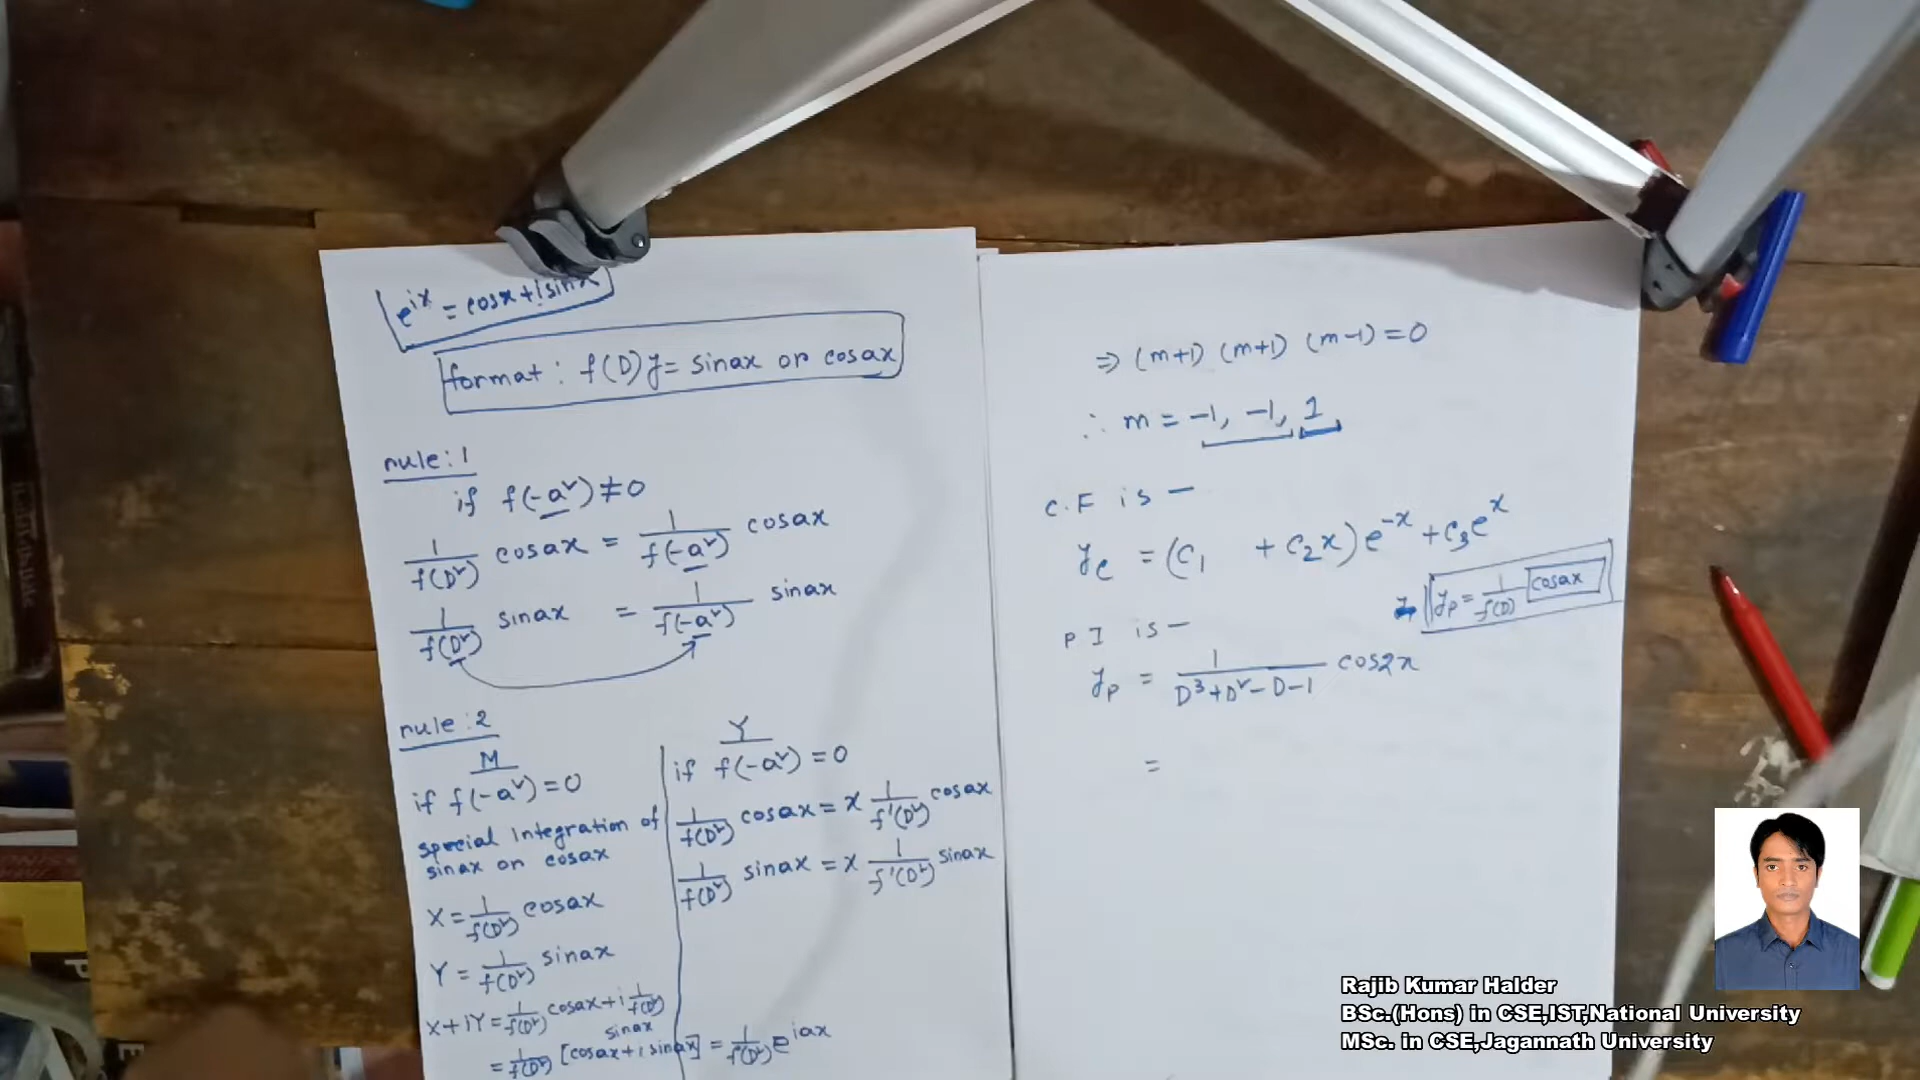 e^ix = cosx+isinx
format: f(D)y= sinax or cosax
rule:1
if f(-a²)≠0
1/f(D²) cosax = 1/f(-a²) cosax
1/f(D²) sinax = 1/f(-a²) sinax
rule:2
M
if f(-a²)=0
special integration of
sinax or cosax
X = 1/f(D²) cosax
Y = 1/f(D²) sinax
X+iY = 1/f(D²) cosax+i 1/f(D²)
sinax
= 1/f(D²) [cosax+i sinax] = 1/f(D²) e^iax
Y
if f(-a²)=0
1/f(D²) cosax = x 1/f'(D²) cosax
1/f(D²) sinax = x 1/f'(D²) sinax
⇒ (m+1) (m+1) (m-1)=0
∴ m = -1, -1, 1
C.F is –
y_c = (c₁ + c₂x)e^-x + c₃e^x
y_p = 1/f(D) cosax
P I is –
y_p = 1/(D³+D²-D-1) cos2x
=
Rajib Kumar Halder
BSc.(Hons) in CSE,IST,National University
MSc. in CSE,Jagannath University